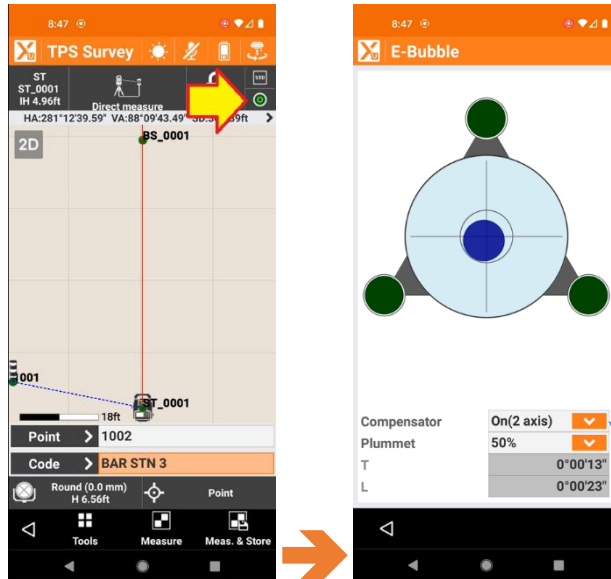 8:47
TPS Survey
ST
ST_0001
IH 4.96ft
Direct measure
STD
HA:281°12'39.59" VA:88°09'43.49"
2D
BS_0001
001
ST_0001
18ft
Point
1002
Code
BAR STN 3
Round (0.0 mm)
H 6.56ft
Point
Tools
Measure
Meas. & Store
8:47
E-Bubble
Compensator
On(2 axis)
Plummet
50%
T
0°00'13"
L
0°00'23"